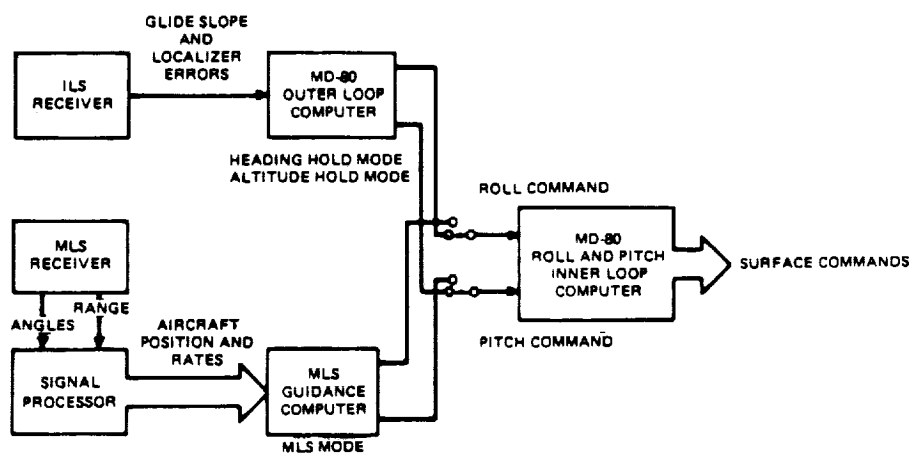 GLIDE SLOPE
AND
LOCALIZER
ERRORS
ILS
RECEIVER
MD-80
OUTER LOOP
COMPUTER
HEADING HOLD MODE
ALTITUDE HOLD MODE
ROLL COMMAND
MLS
RECEIVER
MD-80
ROLL AND PITCH
INNER LOOP
COMPUTER
SURFACE COMMANDS
ANGLES
RANGE
AIRCRAFT
POSITION AND
RATES
PITCH COMMAND
SIGNAL
PROCESSOR
MLS
GUIDANCE
COMPUTER
MLS MODE